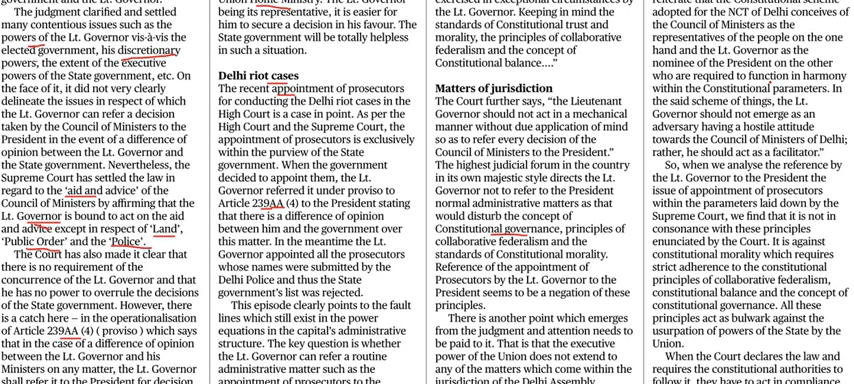 government and the Lt. Governor.
The judgment clarified and settled
many contentious issues such as the
powers of the Lt. Governor vis-à-vis the
elected government, his discretionary
powers, the extent of the executive
powers of the State government, etc. On
the face of it, it did not very clearly
delineate the issues in respect of which
the Lt. Governor can refer a decision
taken by the Council of Ministers to the
President in the event of a difference of
opinion between the Lt. Governor and
the State government. Nevertheless, the
Supreme Court has settled the law in
regard to the ‘aid and advice’ of the
Council of Ministers by affirming that the
Lt. Governor is bound to act on the aid
and advice except in respect of ‘Land’,
‘Public Order’ and the ‘Police’.
The Court has also made it clear that
there is no requirement of the
concurrence of the Lt. Governor and that
he has no power to overrule the decisions
of the State government. However, there
is a catch here – in the operationalisation
of Article 239AA (4) ( proviso ) which says
that in the case of a difference of opinion
between the Lt. Governor and his
Ministers on any matter, the Lt. Governor
shall refer it to the President for decision
Union Home Ministry. The Lt. Governor
being its representative, it is easier for
him to secure a decision in his favour. The
State government will be totally helpless
in such a situation.
Delhi riot cases
The recent appointment of prosecutors
for conducting the Delhi riot cases in the
High Court is a case in point. As per the
High Court and the Supreme Court, the
appointment of prosecutors is exclusively
within the purview of the State
government. When the government
decided to appoint them, the Lt.
Governor referred it under proviso to
Article 239AA (4) to the President stating
that there is a difference of opinion
between him and the government over
this matter. In the meantime the Lt.
Governor appointed all the prosecutors
whose names were submitted by the
Delhi Police and thus the State
government’s list was rejected.
This episode clearly points to the fault
lines which still exist in the power
equations in the capital’s administrative
structure. The key question is whether
the Lt. Governor can refer a routine
administrative matter such as the
appointment of prosecutors to the
exercised in exceptional circumstances by
the Lt. Governor. Keeping in mind the
standards of Constitutional trust and
morality, the principles of collaborative
federalism and the concept of
Constitutional balance....”
Matters of jurisdiction
The Court further says, “the Lieutenant
Governor should not act in a mechanical
manner without due application of mind
so as to refer every decision of the
Council of Ministers to the President.”
The highest judicial forum in the country
in its own majestic style directs the Lt.
Governor not to refer to the President
normal administrative matters as that
would disturb the concept of
Constitutional governance, principles of
collaborative federalism and the
standards of Constitutional morality.
Reference of the appointment of
Prosecutors by the Lt. Governor to the
President seems to be a negation of these
principles.
There is another point which emerges
from the judgment and attention needs to
be paid to it. That is that the executive
power of the Union does not extend to
any of the matters which come within the
jurisdiction of the Delhi Assembly.
reiterate that the Constitutional scheme
adopted for the NCT of Delhi conceives of
the Council of Ministers as the
representatives of the people on the one
hand and the Lt. Governor as the
nominee of the President on the other
who are required to function in harmony
within the Constitutional parameters. In
the said scheme of things, the Lt.
Governor should not emerge as an
adversary having a hostile attitude
towards the Council of Ministers of Delhi;
rather, he should act as a facilitator.”
So, when we analyse the reference by
the Lt. Governor to the President the
issue of appointment of prosecutors
within the parameters laid down by the
Supreme Court, we find that it is not in
consonance with these principles
enunciated by the Court. It is against
constitutional morality which requires
strict adherence to the constitutional
principles of collaborative federalism,
constitutional balance and the concept of
constitutional governance. All these
principles act as bulwark against the
usurpation of powers of the State by the
Union.
When the Court declares the law and
requires the constitutional authorities to
follow it, they have to act in compliance